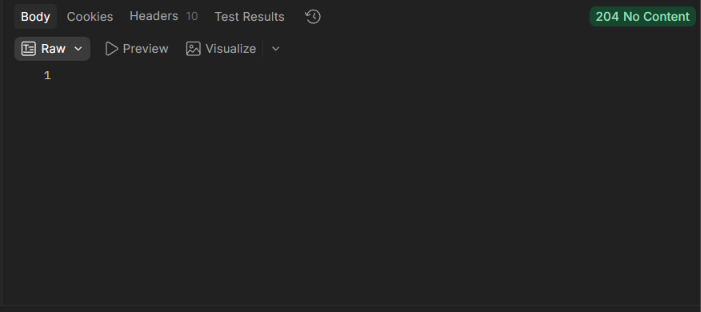 Body Cookies Headers 10 Test Results 204 No Content
Raw Preview Visualize
1